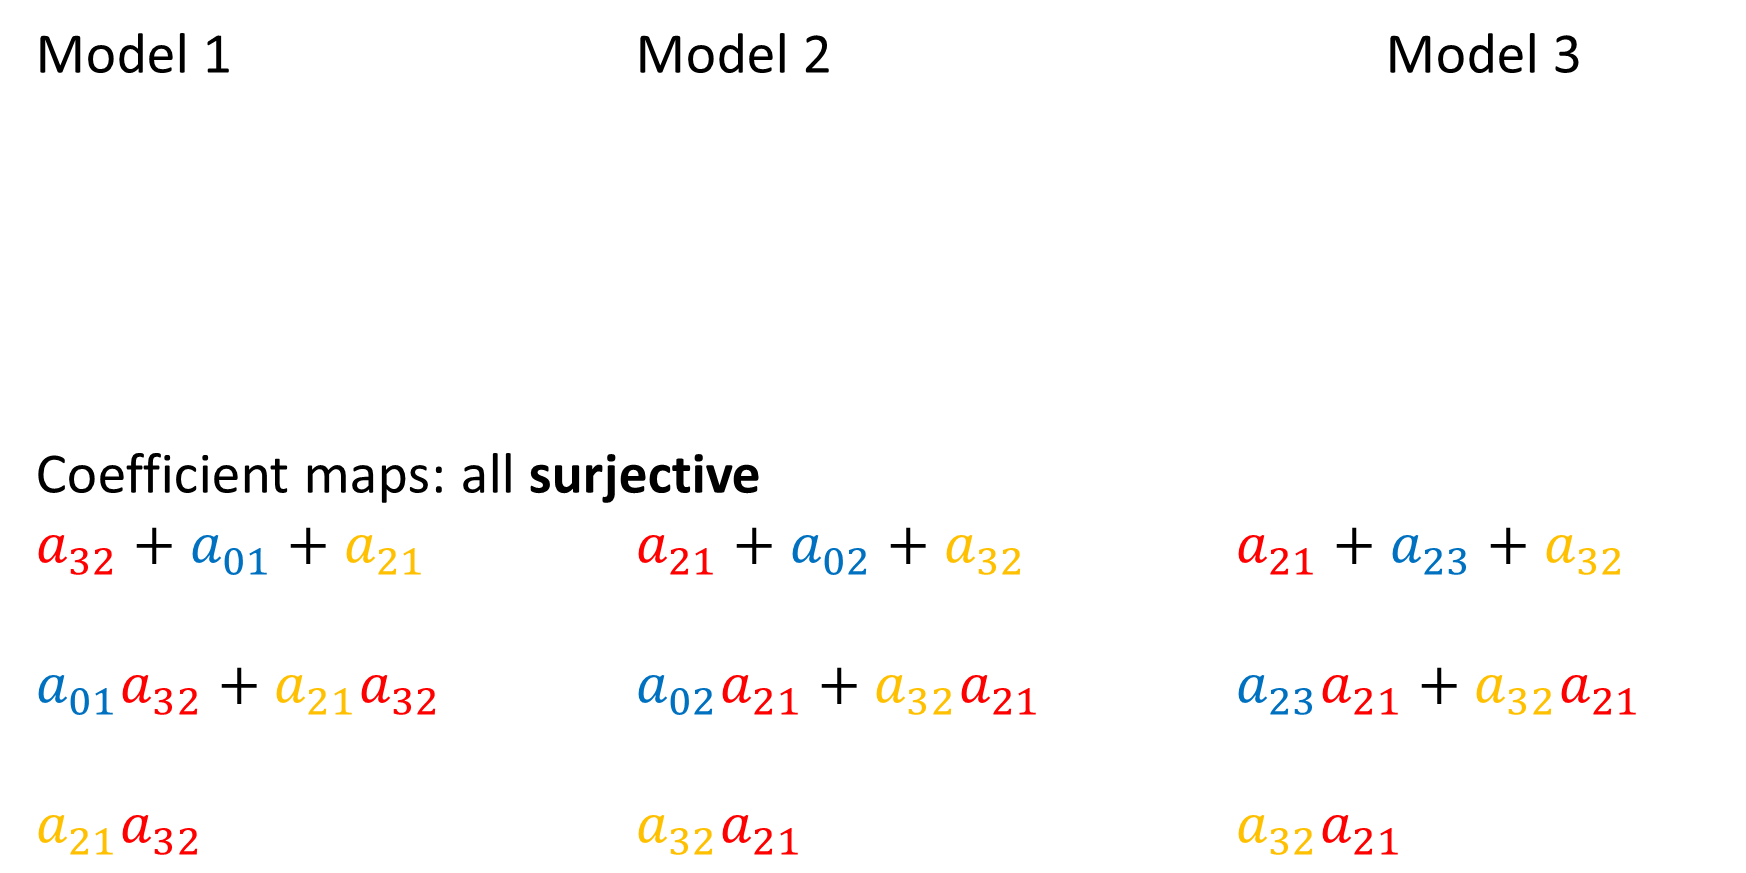 Model 1 Model 2 Model 3
Coefficient maps: all surjective
a₃₂ + a₀₁ + a₂₁ a₂₁ + a₀₂ + a₃₂ a₂₁ + a₂₃ + a₃₂
a₀₁a₃₂ + a₂₁a₃₂ a₀₂a₂₁ + a₃₂a₂₁ a₂₃a₂₁ + a₃₂a₂₁
a₂₁a₃₂ a₃₂a₂₁ a₃₂a₂₁